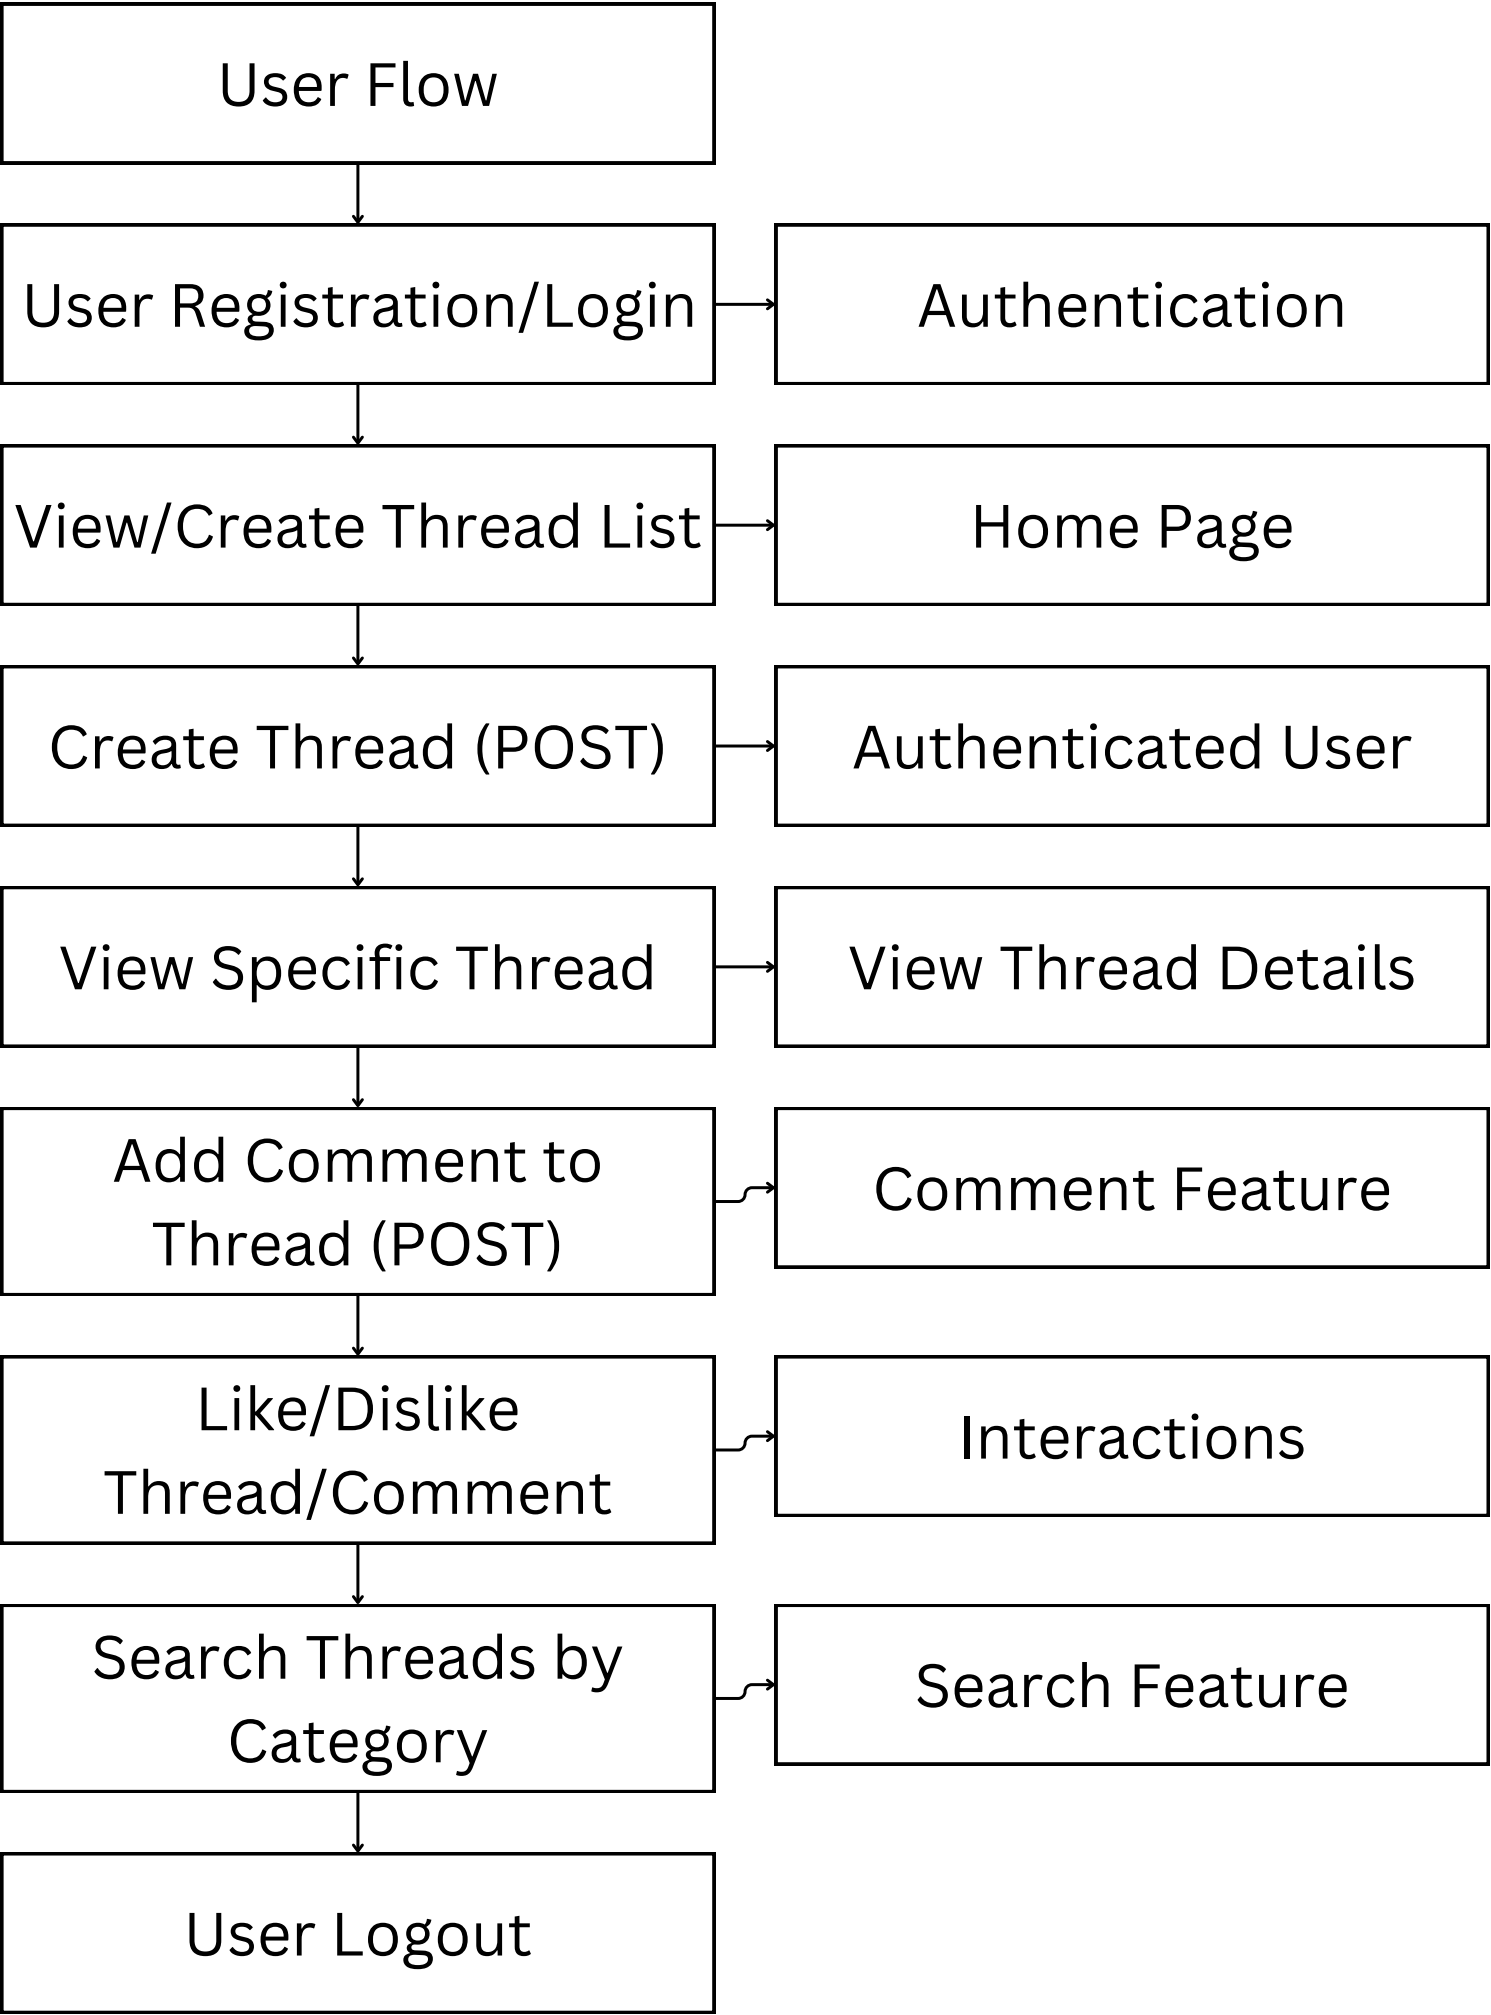 User Flow
User Registration/Login
Authentication
View/Create Thread List
Home Page
Create Thread (POST)
Authenticated User
View Specific Thread
View Thread Details
Add Comment to
Thread (POST)
Comment Feature
Like/Dislike
Thread/Comment
Interactions
Search Threads by
Category
Search Feature
User Logout